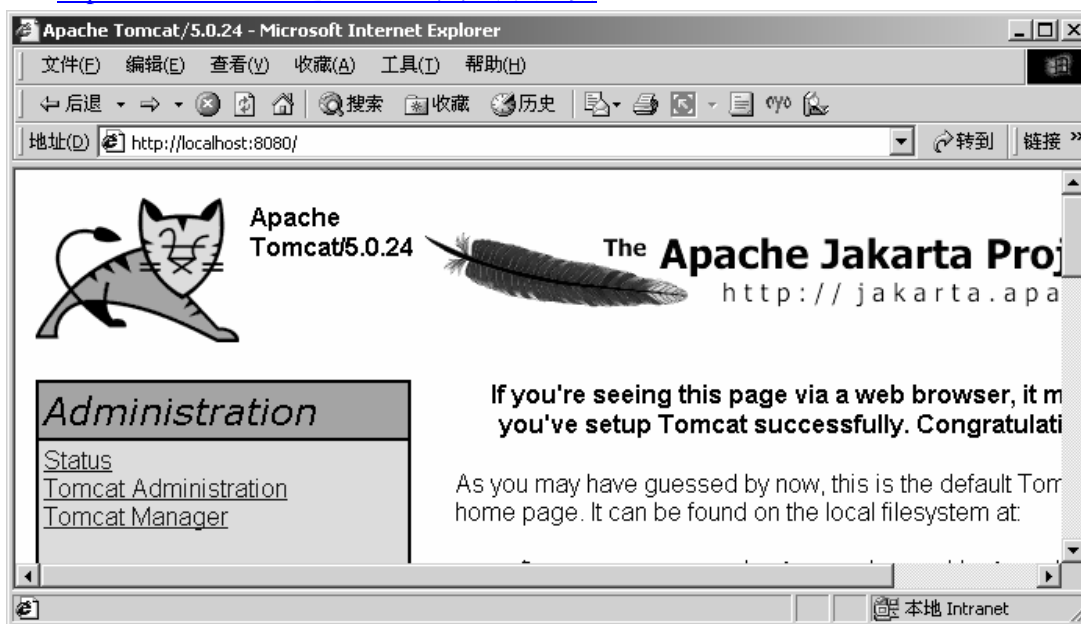 Apache Tomcat/5.0.24 - Microsoft Internet Explorer
文件(F) 编辑(E) 查看(V) 收藏(A) 工具(T) 帮助(H)
后退 搜索 收藏 历史
地址(D) http://localhost:8080/ 转到 链接 »
Apache
Tomcat/5.0.24
The Apache Jakarta Proj
http://jakarta.apa
Administration
Status
Tomcat Administration
Tomcat Manager
If you're seeing this page via a web browser, it m
you've setup Tomcat successfully. Congratulati
As you may have guessed by now, this is the default Tom
home page. It can be found on the local filesystem at:
本地 Intranet